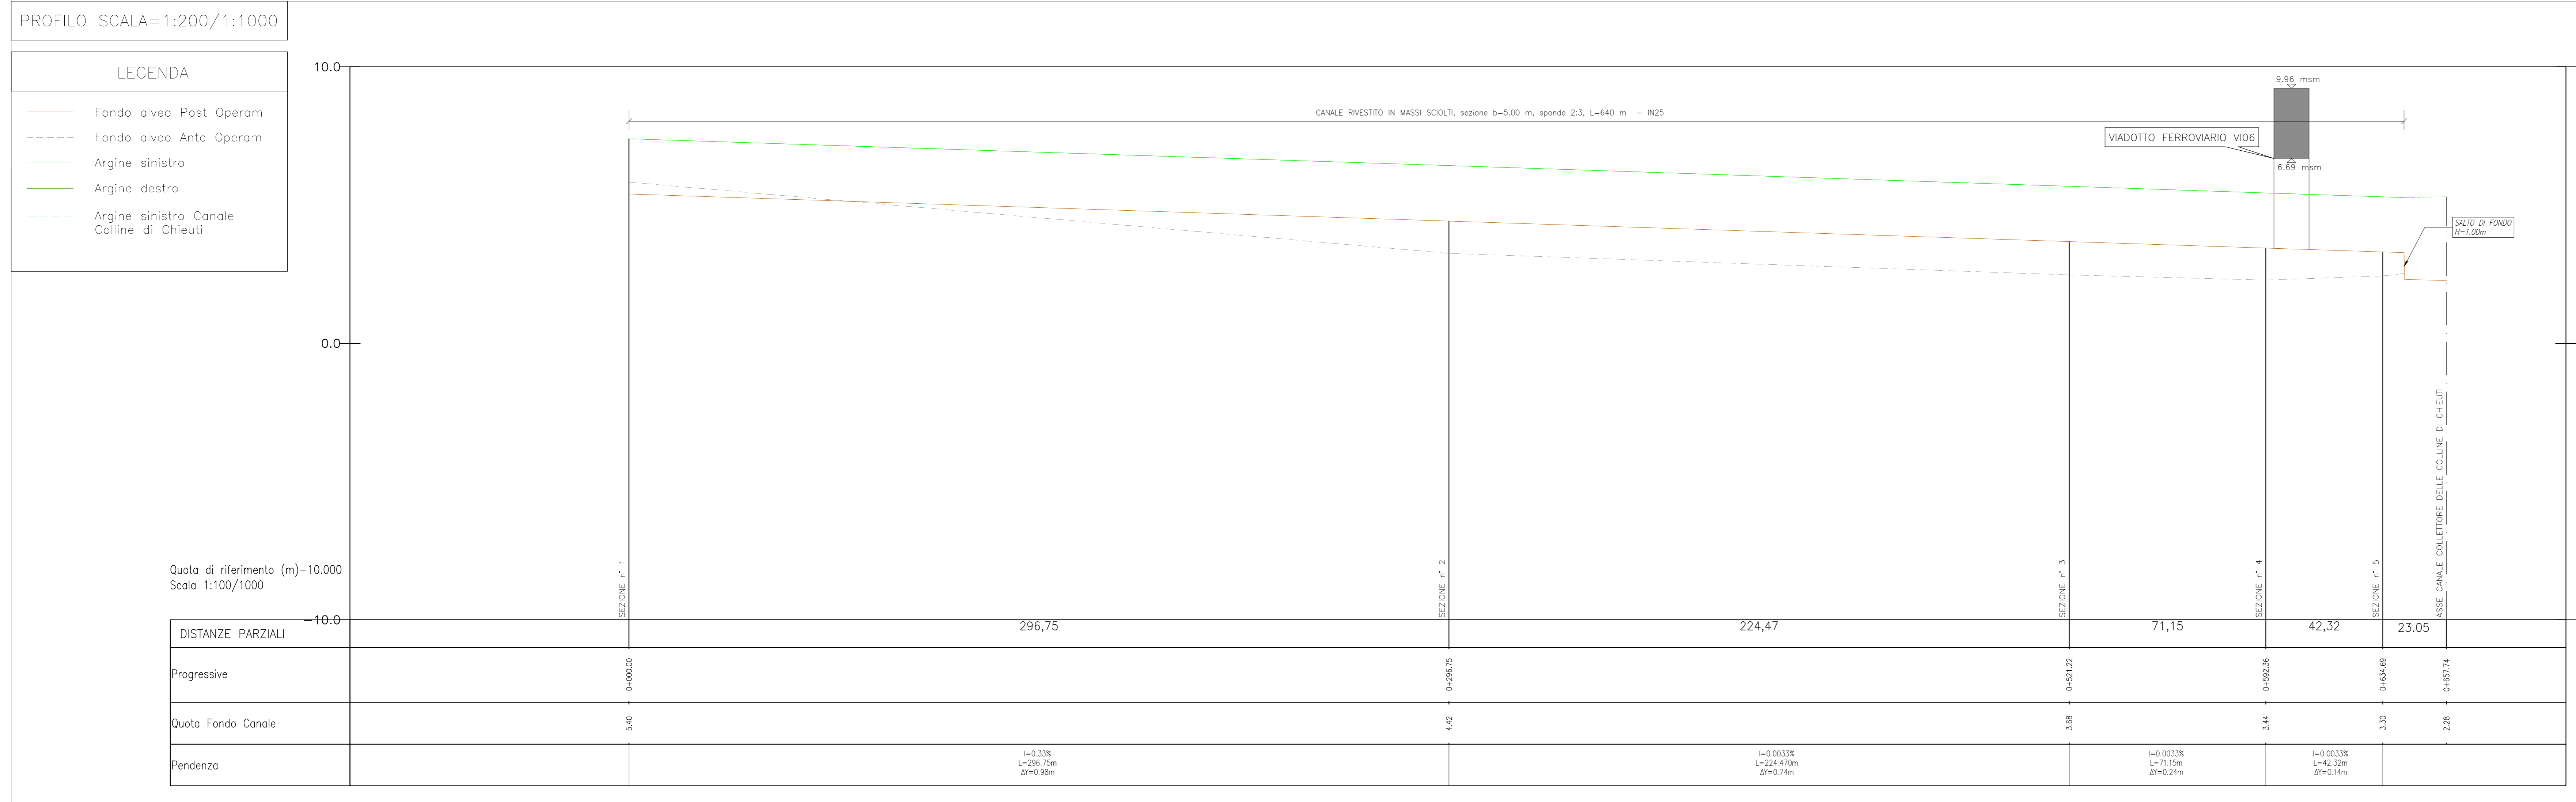 PROFILO SCALA=1:200/1:1000
LEGENDA
Fondo alveo Post Operam
Fondo alveo Ante Operam
Argine sinistro
Argine destro
Argine sinistro Canale
Colline di Chieuti
10.0
0.0
-10.0
CANALE RIVESTITO IN MASSI SCIOLTI, sezione b=5.00 m, sponde 2:3, L=640 m - IN25
9.96 msm
VIADOTTO FERROVIARIO VI06
6.69 msm
SALTO DI FONDO
H=1.00m
Quota di riferimento (m)-10.000
Scala 1:100/1000
SEZIONE n° 1
SEZIONE n° 2
SEZIONE n° 3
SEZIONE n° 4
SEZIONE n° 5
ASSE CANALE COLLETTORE DELLE COLLINE DI CHIEUTI
DISTANZE PARZIALI
296,75
224,47
71,15
42,32
23.05
Progressive
0+000.00
0+296.75
0+521.22
0+592.36
0+634.69
0+657.74
Quota Fondo Canale
5.40
4.42
3.68
3.44
3.30
2.28
Pendenza
I=0.33%
L=296.75m
ΔY=0.98m
I=0.0033%
L=224.470m
ΔY=0.74m
I=0.0033%
L=71.15m
ΔY=0.24m
I=0.0033%
L=42.32m
ΔY=0.14m